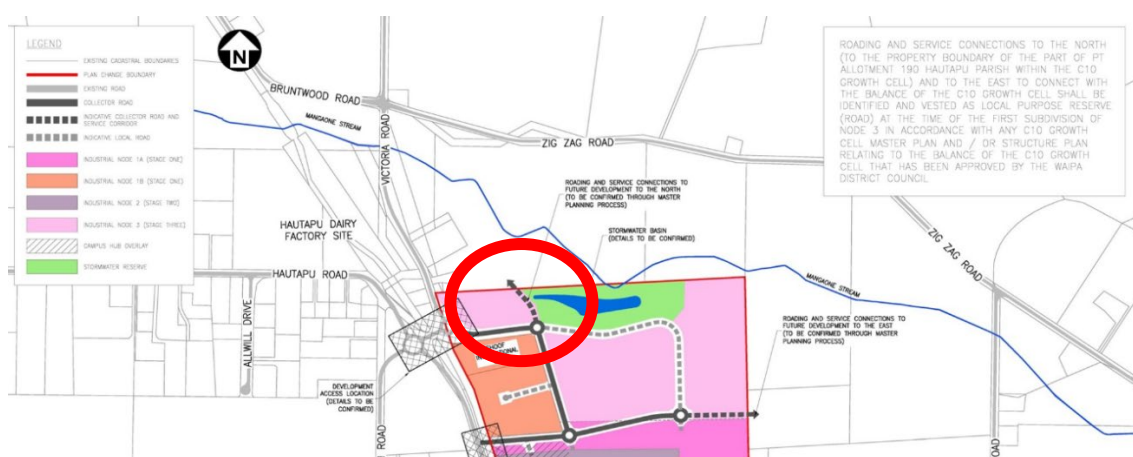 LEGEND
EXISTING CADASTRAL BOUNDARIES
PLAN CHANGE BOUNDARY
EXISTING ROAD
COLLECTOR ROAD
INDICATIVE COLLECTOR ROAD AND
SERVICE CORRIDOR
INDICATIVE LOCAL ROAD
INDUSTRIAL NODE 1A (STAGE ONE)
INDUSTRIAL NODE 1B (STAGE ONE)
INDUSTRIAL NODE 2 (STAGE TWO)
INDUSTRIAL NODE 3 (STAGE THREE)
CAMPUS HUB OVERLAY
STORMWATER RESERVE
N
ROADING AND SERVICE CONNECTIONS TO THE NORTH
(TO THE PROPERTY BOUNDARY OF THE PART OF PT
ALLOTMENT 190 HAUTAPU PARISH WITHIN THE C10
GROWTH CELL) AND TO THE EAST TO CONNECT WITH
THE BALANCE OF THE C10 GROWTH CELL SHALL BE
IDENTIFIED AND VESTED AS LOCAL PURPOSE RESERVE
(ROAD) AT THE TIME OF THE FIRST SUBDIVISION OF
NODE 3 IN ACCORDANCE WITH ANY C10 GROWTH
CELL MASTER PLAN AND / OR STRUCTURE PLAN
RELATING TO THE BALANCE OF THE C10 GROWTH
CELL THAT HAS BEEN APPROVED BY THE WAIPA
DISTRICT COUNCIL
BRUNTWOOD ROAD
MANGAONE STREAM
VICTORIA ROAD
ZIG ZAG ROAD
ROADING AND SERVICE CONNECTIONS TO
FUTURE DEVELOPMENT TO THE NORTH
(TO BE CONFIRMED THROUGH MASTER
PLANNING PROCESS)
HAUTAPU DAIRY
FACTORY SITE
STORMWATER BASIN
(DETAILS TO BE CONFIRMED)
ZIG ZAG ROAD
HAUTAPU ROAD
MANGAONE STREAM
ALLWILL DRIVE
ROADING AND SERVICE CONNECTIONS TO
FUTURE DEVELOPMENT TO THE EAST
(TO BE CONFIRMED THROUGH MASTER
PLANNING PROCESS)
DEVELOPMENT
ACCESS LOCATION
(DETAILS TO BE
CONFIRMED)
ROAD
OAD